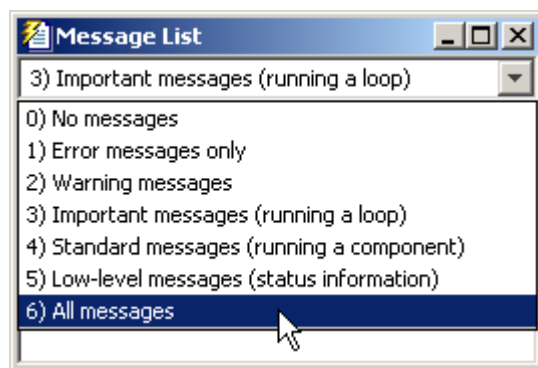 Message List
3) Important messages (running a loop)
0) No messages
1) Error messages only
2) Warning messages
3) Important messages (running a loop)
4) Standard messages (running a component)
5) Low-level messages (status information)
6) All messages